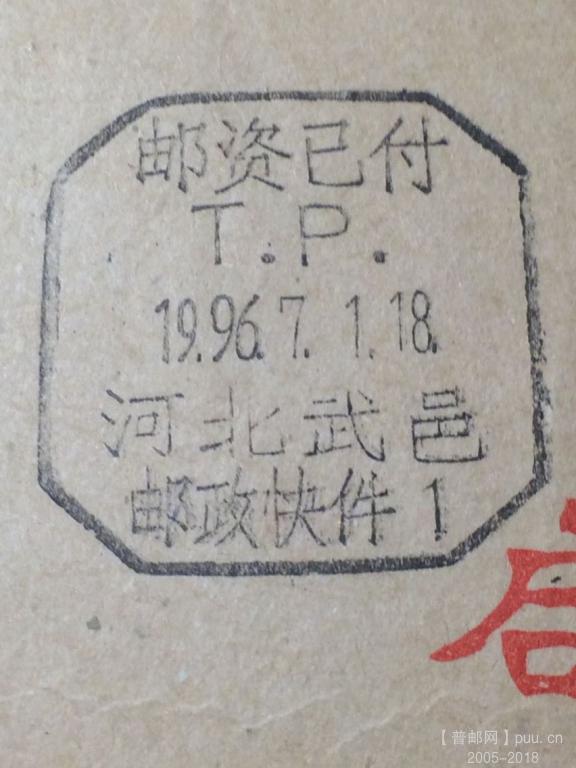 邮资已付
T.P.
19.96.7.1.18.
河北武邑
邮政快件1
【普邮网】puu.cn
2005-2018